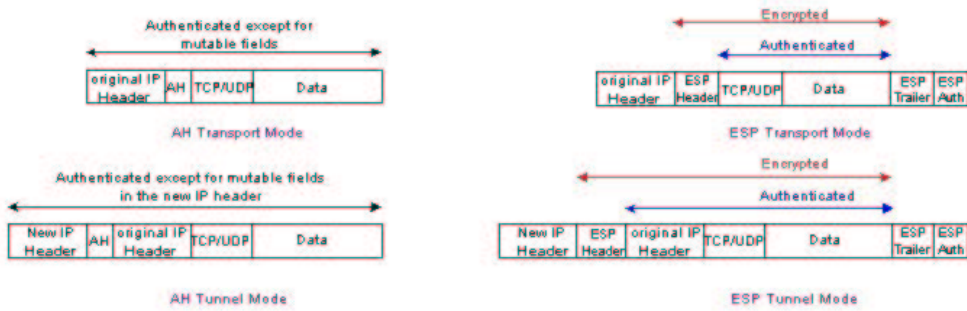 Authenticated except for
mutable fields
original IP Header AH TCP/UDP Data
AH Transport Mode
Encrypted
Authenticated
original IP Header ESP Header TCP/UDP Data ESP Trailer ESP Auth
ESP Transport Mode
Authenticated except for mutable fields
in the new IP header
New IP Header AH original IP Header TCP/UDP Data
AH Tunnel Mode
Encrypted
Authenticated
New IP Header ESP Header original IP Header TCP/UDP Data ESP Trailer ESP Auth
ESP Tunnel Mode